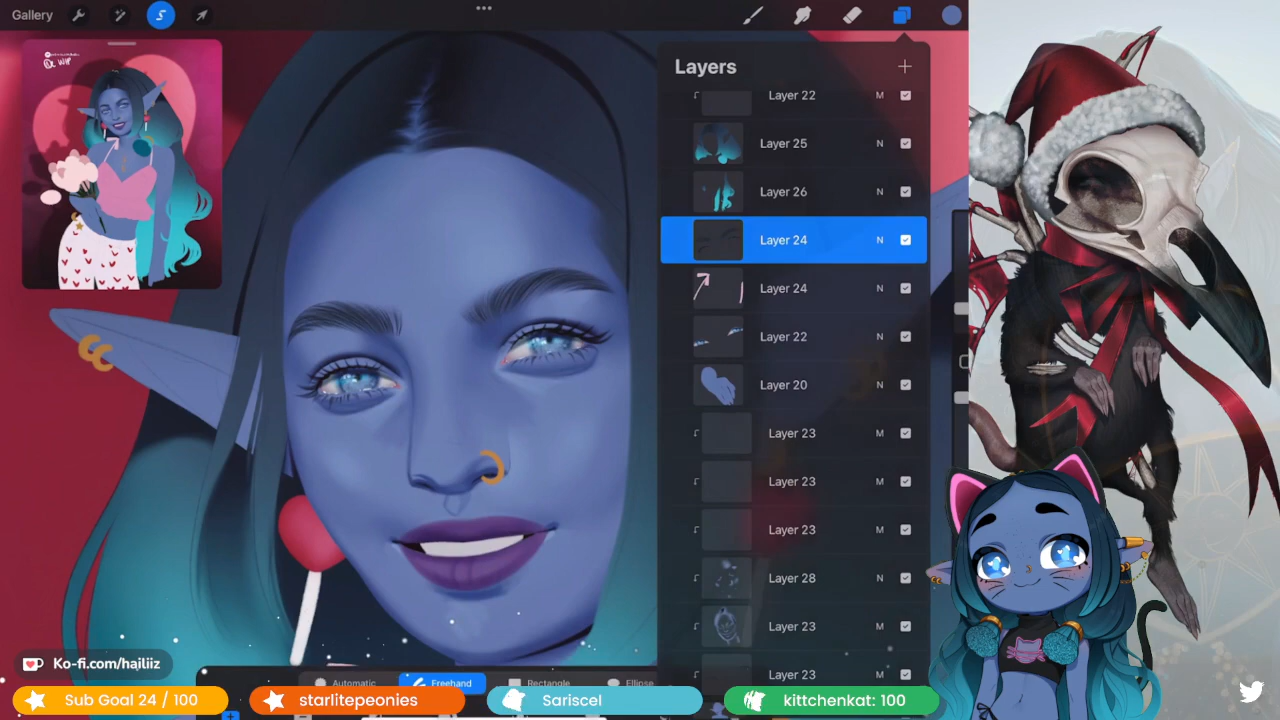 Gallery
Layers
WIP
Layer 22 M
Layer 25 N
Layer 26 N
Layer 24 N
Layer 24 N
Layer 22 N
Layer 20 N
Layer 23 M
Layer 23 M
Layer 23 M
Layer 28 N
Layer 23 M
Layer 23 M
Ko-fi.com/hajliiz
Automatic Freehand Rectangle Ellipse
Sub Goal 24 / 100 starlitepeonies Sariscel kittchenkat: 100